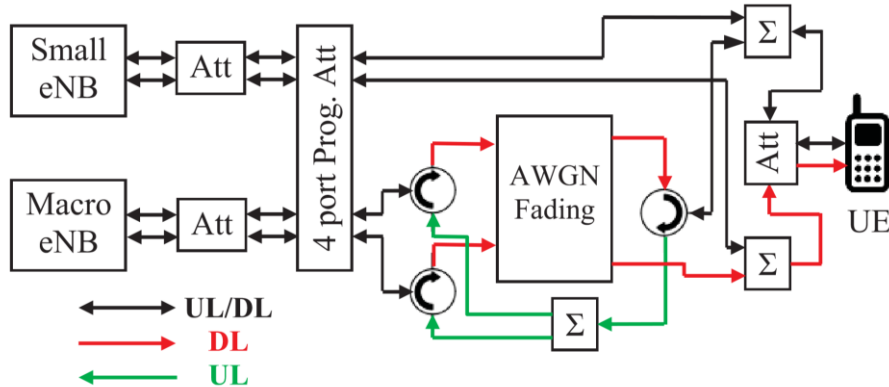 Small
eNB
Att
4 port Prog. Att
Σ
Att
UE
AWGN
Fading
Macro
eNB
Att
Σ
Σ
UL/DL
DL
UL